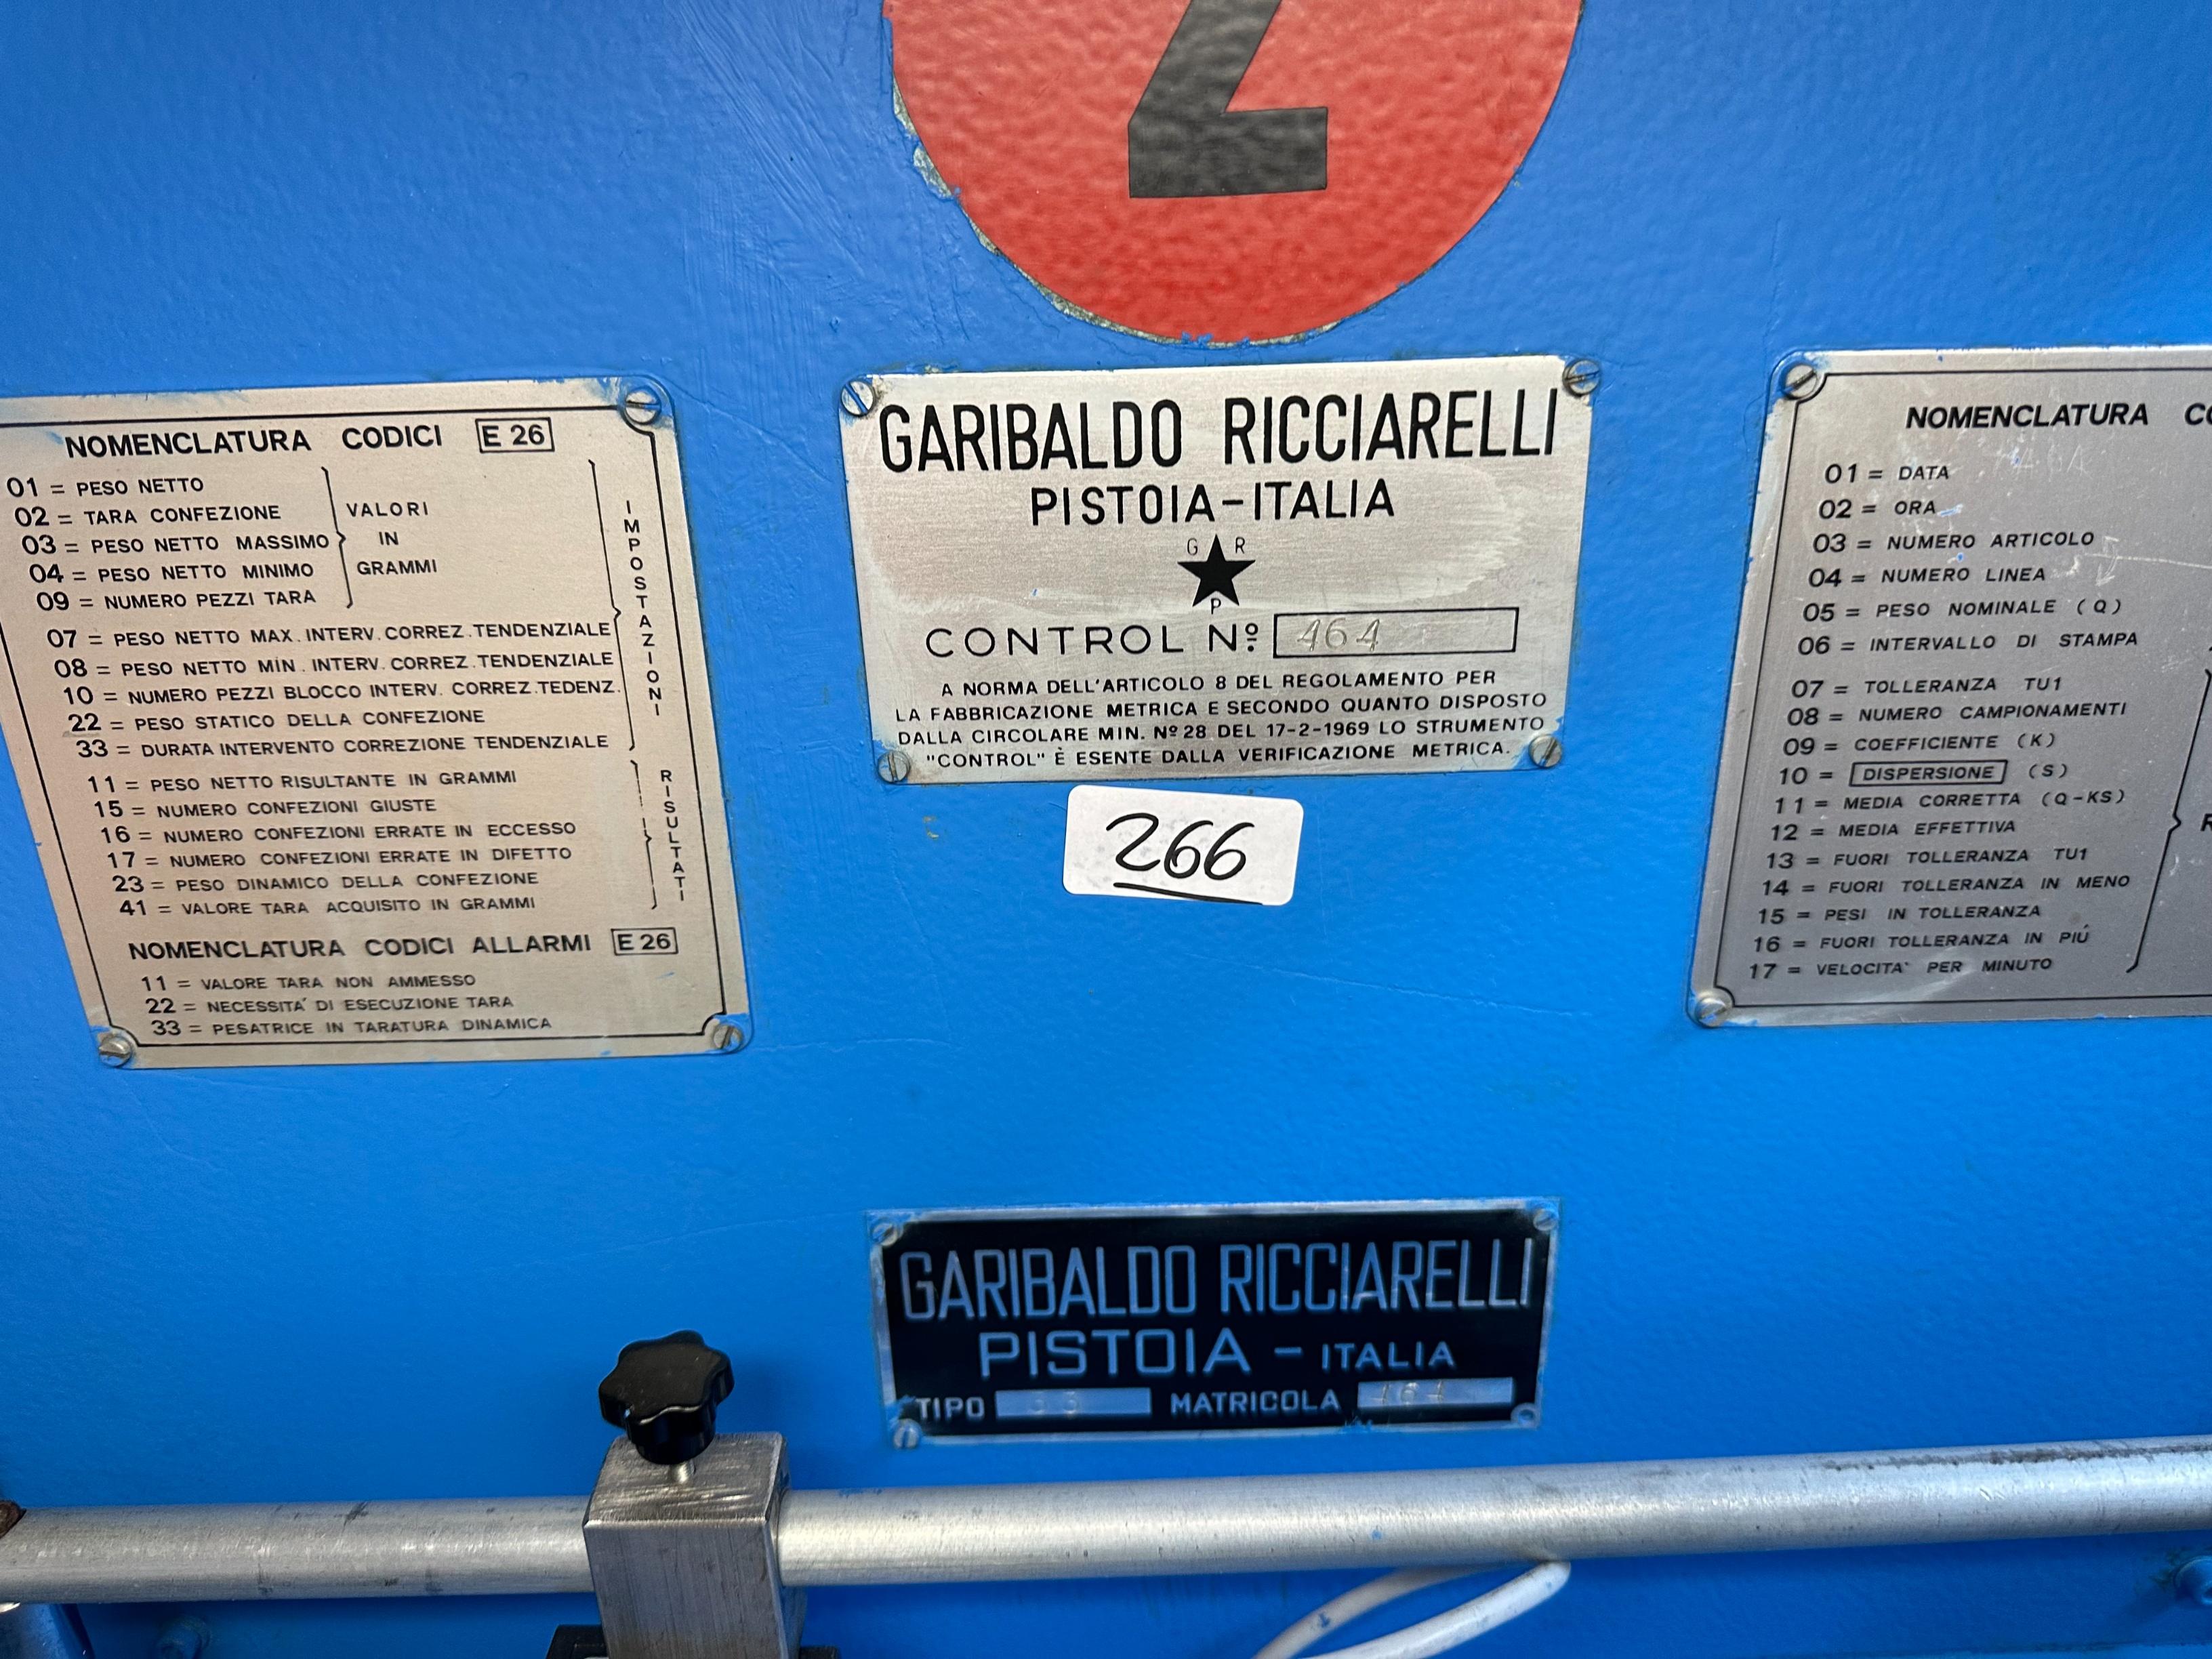 2
NOMENCLATURA CODICI E 26
01 = PESO NETTO
02 = TARA CONFEZIONE
03 = PESO NETTO MASSIMO
04 = PESO NETTO MINIMO
09 = NUMERO PEZZI TARA
VALORI
IN
GRAMMI
07 = PESO NETTO MAX. INTERV. CORREZ. TENDENZIALE
08 = PESO NETTO MIN. INTERV. CORREZ. TENDENZIALE
10 = NUMERO PEZZI BLOCCO INTERV. CORREZ. TEDENZ.
22 = PESO STATICO DELLA CONFEZIONE
33 = DURATA INTERVENTO CORREZIONE TENDENZIALE
IMPOSTAZIONI
11 = PESO NETTO RISULTANTE IN GRAMMI
15 = NUMERO CONFEZIONI GIUSTE
16 = NUMERO CONFEZIONI ERRATE IN ECCESSO
17 = NUMERO CONFEZIONI ERRATE IN DIFETTO
23 = PESO DINAMICO DELLA CONFEZIONE
41 = VALORE TARA ACQUISITO IN GRAMMI
RISULTATI
NOMENCLATURA CODICI ALLARMI E 26
11 = VALORE TARA NON AMMESSO
22 = NECESSITA' DI ESECUZIONE TARA
33 = PESATRICE IN TARATURA DINAMICA
GARIBALDO RICCIARELLI
PISTOIA-ITALIA
G R
P
CONTROL Nº: 464
A NORMA DELL'ARTICOLO 8 DEL REGOLAMENTO PER
LA FABBRICAZIONE METRICA E SECONDO QUANTO DISPOSTO
DALLA CIRCOLARE MIN. Nº 28 DEL 17-2-1969 LO STRUMENTO
"CONTROL" È ESENTE DALLA VERIFICAZIONE METRICA.
266
NOMENCLATURA
01 = DATA
02 = ORA
03 = NUMERO ARTICOLO
04 = NUMERO LINEA
05 = PESO NOMINALE (Q)
06 = INTERVALLO DI STAMPA
07 = TOLLERANZA TU1
08 = NUMERO CAMPIONAMENTI
09 = COEFFICIENTE (K)
10 = DISPERSIONE (S)
11 = MEDIA CORRETTA (Q-KS)
12 = MEDIA EFFETTIVA
13 = FUORI TOLLERANZA TU1
14 = FUORI TOLLERANZA IN MENO
15 = PESI IN TOLLERANZA
16 = FUORI TOLLERANZA IN PIÚ
17 = VELOCITA' PER MINUTO
GARIBALDO RICCIARELLI
PISTOIA - ITALIA
TIPO MATRICOLA 464